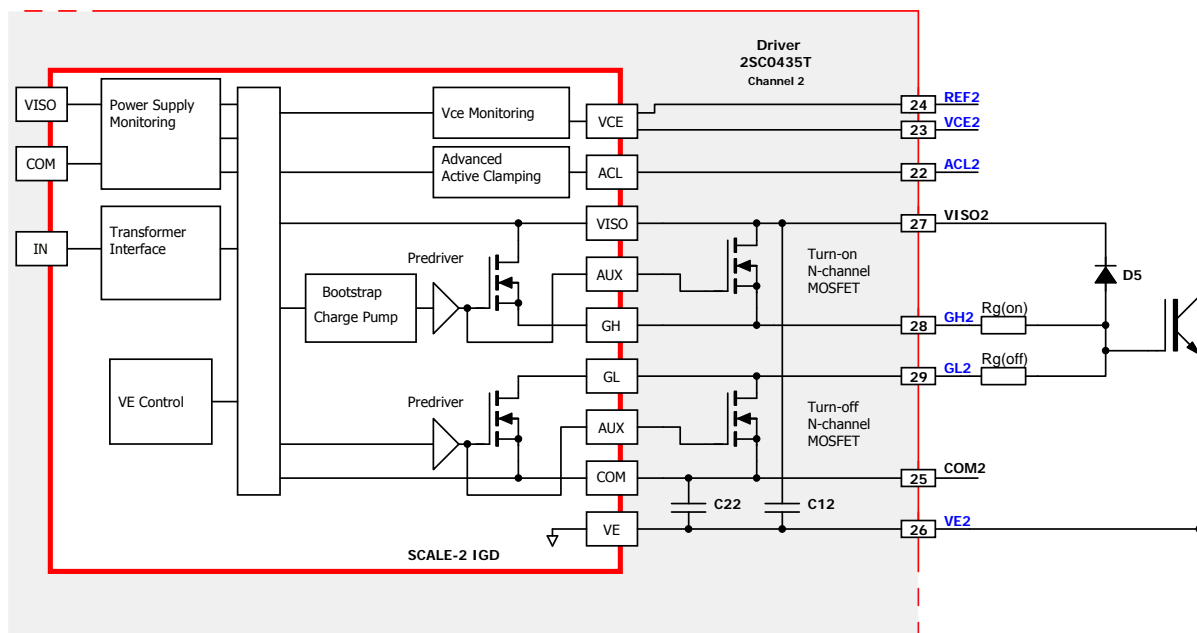 Driver
2SC0435T
Channel 2
VISO
COM
IN
Power Supply
Monitoring
Transformer
Interface
VE Control
Vce Monitoring
Advanced
Active Clamping
Predriver
Bootstrap
Charge Pump
Predriver
VCE
ACL
VISO
AUX
GH
GL
AUX
COM
VE
SCALE-2 IGD
Turn-on
N-channel
MOSFET
Turn-off
N-channel
MOSFET
C22
C12
24 REF2
23 VCE2
22 ACL2
27 VISO2
D5
28 GH2 Rg(on)
29 GL2 Rg(off)
25 COM2
26 VE2